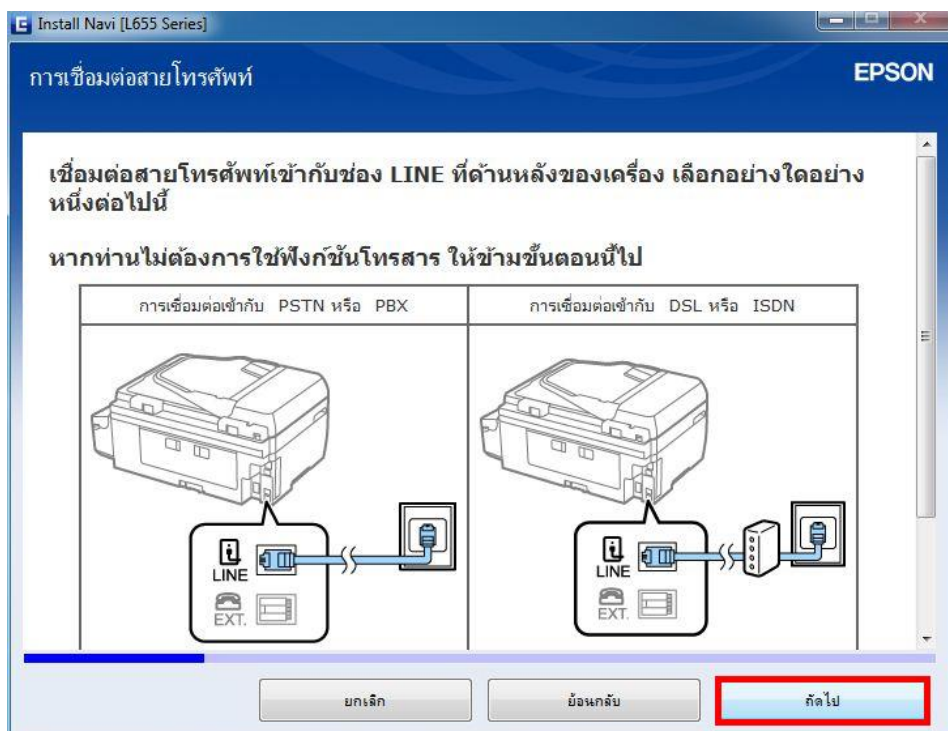 Install Navi [L655 Series]
การเชื่อมต่อสายโทรศัพท์
EPSON
เชื่อมต่อสายโทรศัพท์เข้ากับช่อง LINE ที่ด้านหลังของเครื่อง เลือกอย่างใดอย่าง
หนึ่งต่อไปนี้
หากท่านไม่ต้องการใช้ฟังก์ชันโทรสาร ให้ข้ามขั้นตอนนี้ไป
การเชื่อมต่อเข้ากับ PSTN หรือ PBX
การเชื่อมต่อเข้ากับ DSL หรือ ISDN
LINE
EXT.
LINE
EXT.
ยกเลิก
ย้อนกลับ
ถัดไป